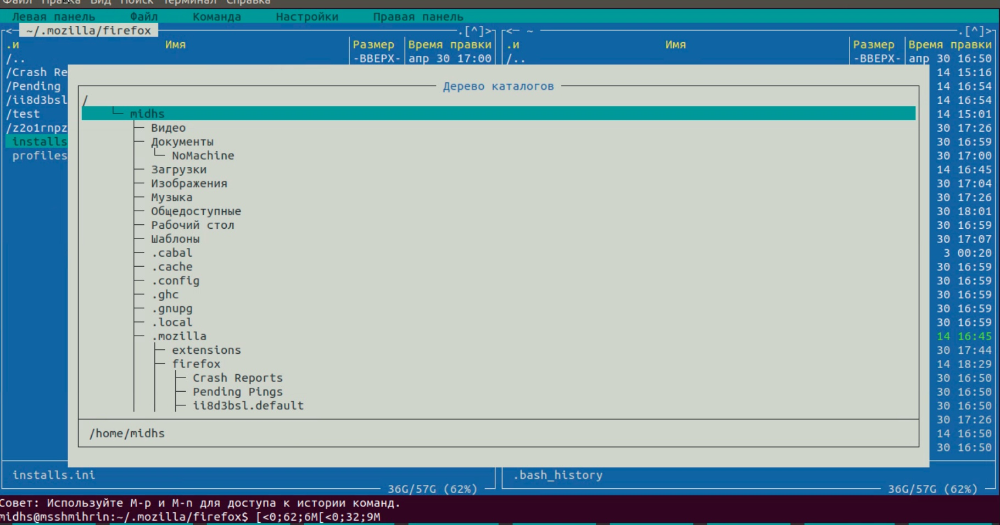 Файл Правка Вид Поиск Терминал Справка
Левая панель Файл Команда Настройки Правая панель
<─ ~/.mozilla/firefox .[^]> <─ ~ .[^]>
.и Имя Размер Время правки .и Имя Размер Время правки
/.. -ВВЕРХ- апр 30 17:00 /.. -ВВЕРХ- апр 30 16:50
/Crash Re 14 15:16
/Pending Дерево каталогов 14 16:54
/ii8d3bsl / 14 16:54
/test midhs 14 15:01
/z2o1rnpz Видео 30 17:26
installs Документы 30 16:59
profiles NoMachine 30 17:00
Загрузки 14 16:45
Изображения 30 17:04
Музыка 30 17:26
Общедоступные 30 18:01
Рабочий стол 30 16:59
Шаблоны 30 17:07
.cabal 3 00:20
.cache 30 16:59
.config 30 16:59
.ghc 30 16:59
.gnupg 30 16:59
.local 30 16:59
.mozilla 14 16:45
extensions 30 17:44
firefox 14 18:29
Crash Reports 30 16:50
Pending Pings 30 16:50
ii8d3bsl.default 30 16:50
30 17:26
/home/midhs 14 16:50
30 16:50
installs.ini .bash_history
36G/57G (62%) 36G/57G (62%)
Совет: Используйте M-p и M-n для доступа к истории команд.
midhs@msshmihrin:~/.mozilla/firefox$ [<0;62;6M[<0;32;9M